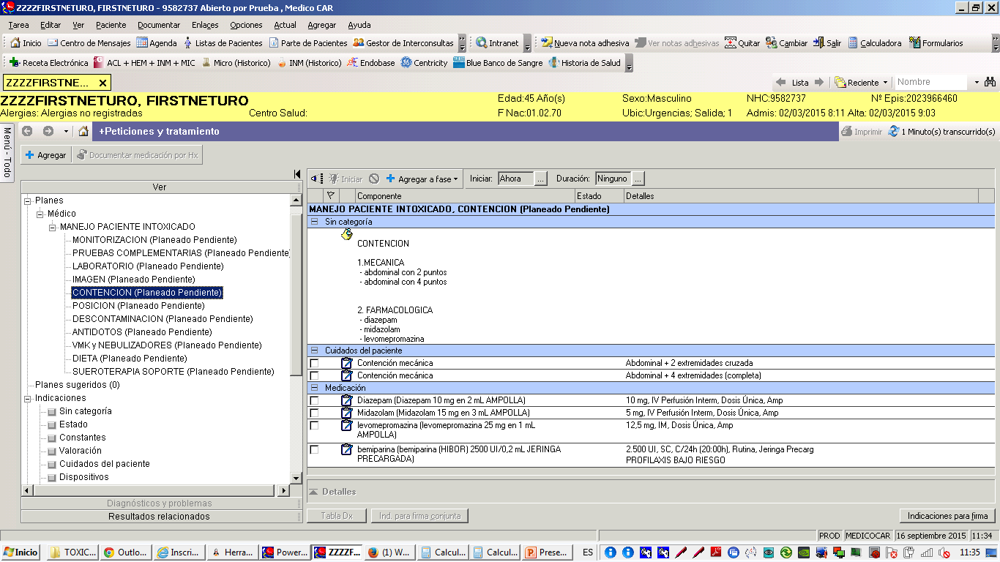 ZZZZFIRSTNETURO, FIRSTNETURO - 9582737 Abierto por Prueba , Medico CAR
Tarea Editar Ver Paciente Documentar Enlaces Opciones Actual Agregar Ayuda
Inicio Centro de Mensajes Agenda Listas de Pacientes Parte de Pacientes Gestor de Interconsultas Intranet Nueva nota adhesiva Ver notas adhesivas Quitar Cambiar Salir Calculadora Formularios
Receta Electrónica ACL + HEM + INM + MIC Micro (Historico) INM (Historico) Endobase Centricity Blue Banco de Sangre Historia de Salud
ZZZZFIRSTNE... Lista Reciente Nombre
ZZZZFIRSTNETURO, FIRSTNETURO Edad:45 Año(s) Sexo:Masculino NHC:9582737 Nº Epis:2023966460
Alergias: Alergias no registradas Centro Salud: F Nac:01.02.70 Ubic:Urgencias; Salida; 1 Admis: 02/03/2015 8:11 Alta: 02/03/2015 9:03
Menú - Todo
+Peticiones y tratamiento Imprimir 1 Minuto(s) transcurrido(s)
+ Agregar Documentar medicación por Hx
Ver
Planes
Médico
MANEJO PACIENTE INTOXICADO
MONITORIZACION (Planeado Pendiente)
PRUEBAS COMPLEMENTARIAS (Planeado Pendiente
LABORATORIO (Planeado Pendiente)
IMAGEN (Planeado Pendiente)
CONTENCION (Planeado Pendiente)
POSICION (Planeado Pendiente)
DESCONTAMINACION (Planeado Pendiente)
ANTIDOTOS (Planeado Pendiente)
VMK y NEBULIZADORES (Planeado Pendiente)
DIETA (Planeado Pendiente)
SUEROTERAPIA SOPORTE (Planeado Pendiente)
Planes sugeridos (0)
Indicaciones
Sin categoría
Estado
Constantes
Valoración
Cuidados del paciente
Dispositivos
Diagnósticos y problemas
Resultados relacionados
Iniciar Agregar a fase Iniciar: Ahora ... Duración: Ninguno ...
Componente Estado Detalles
MANEJO PACIENTE INTOXICADO, CONTENCION (Planeado Pendiente)
Sin categoría
CONTENCION
1.MECANICA
- abdominal con 2 puntos
- abdominal con 4 puntos
2. FARMACOLOGICA
- diazepam
- midazolam
- levomepromazina
Cuidados del paciente
Contención mecánica Abdominal + 2 extremidades cruzada
Contención mecánica Abdominal + 4 extremidades (completa)
Medicación
Diazepam (Diazepam 10 mg en 2 mL AMPOLLA) 10 mg, IV Perfusión Interm, Dosis Única, Amp
Midazolam (Midazolam 15 mg en 3 mL AMPOLLA) 5 mg, IV Perfusión Interm, Dosis Única, Amp
levomepromazina (levomepromazina 25 mg en 1 mL 12,5 mg, IM, Dosis Única, Amp
AMPOLLA)
bemiparina (bemiparina (HIBOR) 2500 UI/0,2 mL JERINGA 2.500 UI, SC, C/24h (20:00h), Rutina, Jeringa Precarg
PRECARGADA) PROFILAXIS BAJO RIESGO
Detalles
Tabla Dx Ind. para firma conjunta Indicaciones para firma
PROD MEDICOCAR 16 septiembre 2015 11:34
Inicio TOXIC... Outlo... Inscri... Herra... Power... ZZZZF... (1) W... Calcul... Calcul... Prese... ES 11:35